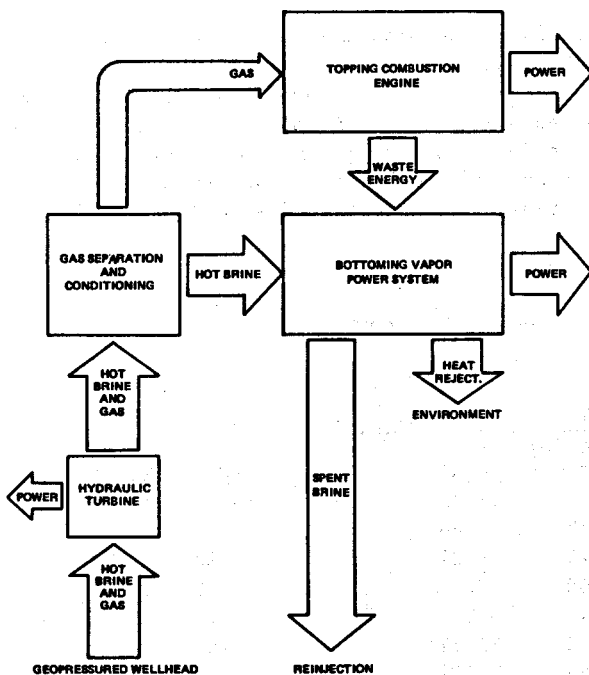 GAS
TOPPING COMBUSTION
ENGINE
POWER
WASTE
ENERGY
GAS SEPARATION
AND
CONDITIONING
HOT BRINE
BOTTOMING VAPOR
POWER SYSTEM
POWER
HOT
BRINE
AND
GAS
HEAT
REJECT.
ENVIRONMENT
POWER
HYDRAULIC
TURBINE
SPENT
BRINE
HOT
BRINE
AND
GAS
GEOPRESSURED WELLHEAD
REINJECTION